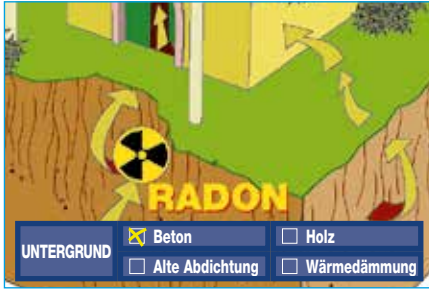 RADON
UNTERGRUND
Beton
Holz
Alte Abdichtung
Wärmedämmung